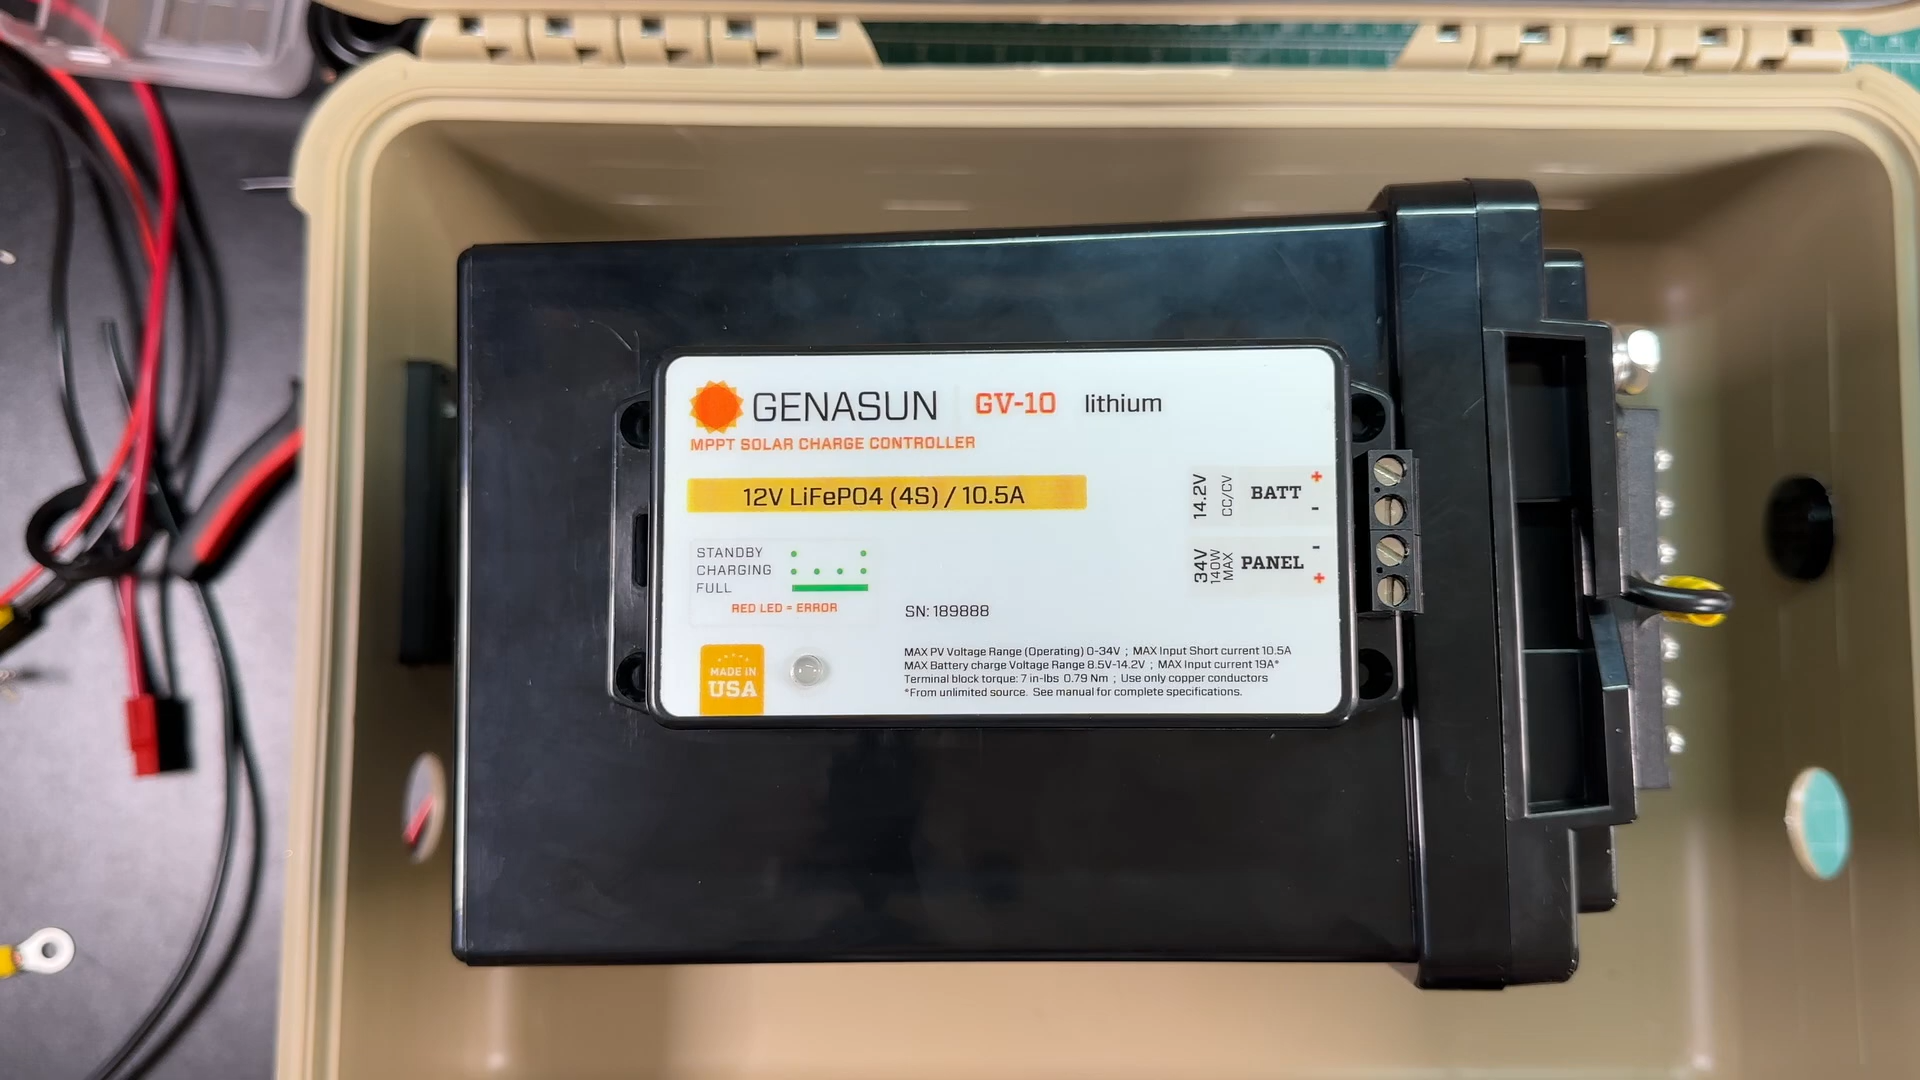 GENASUN GV-10 lithium
MPPT SOLAR CHARGE CONTROLLER
12V LiFePO4 (4S) / 10.5A
14.2V
CC/CV
BATT
+
-
STANDBY
CHARGING
FULL
RED LED = ERROR
34V
140W
MAX
PANEL
-
+
SN: 189888
MADE IN
USA
MAX PV Voltage Range (Operating) 0-34V ; MAX Input Short current 10.5A
MAX Battery charge Voltage Range 8.5V-14.2V ; MAX Input current 19A*
Terminal block torque: 7 in-lbs 0.79 Nm ; Use only copper conductors
*From unlimited source. See manual for complete specifications.